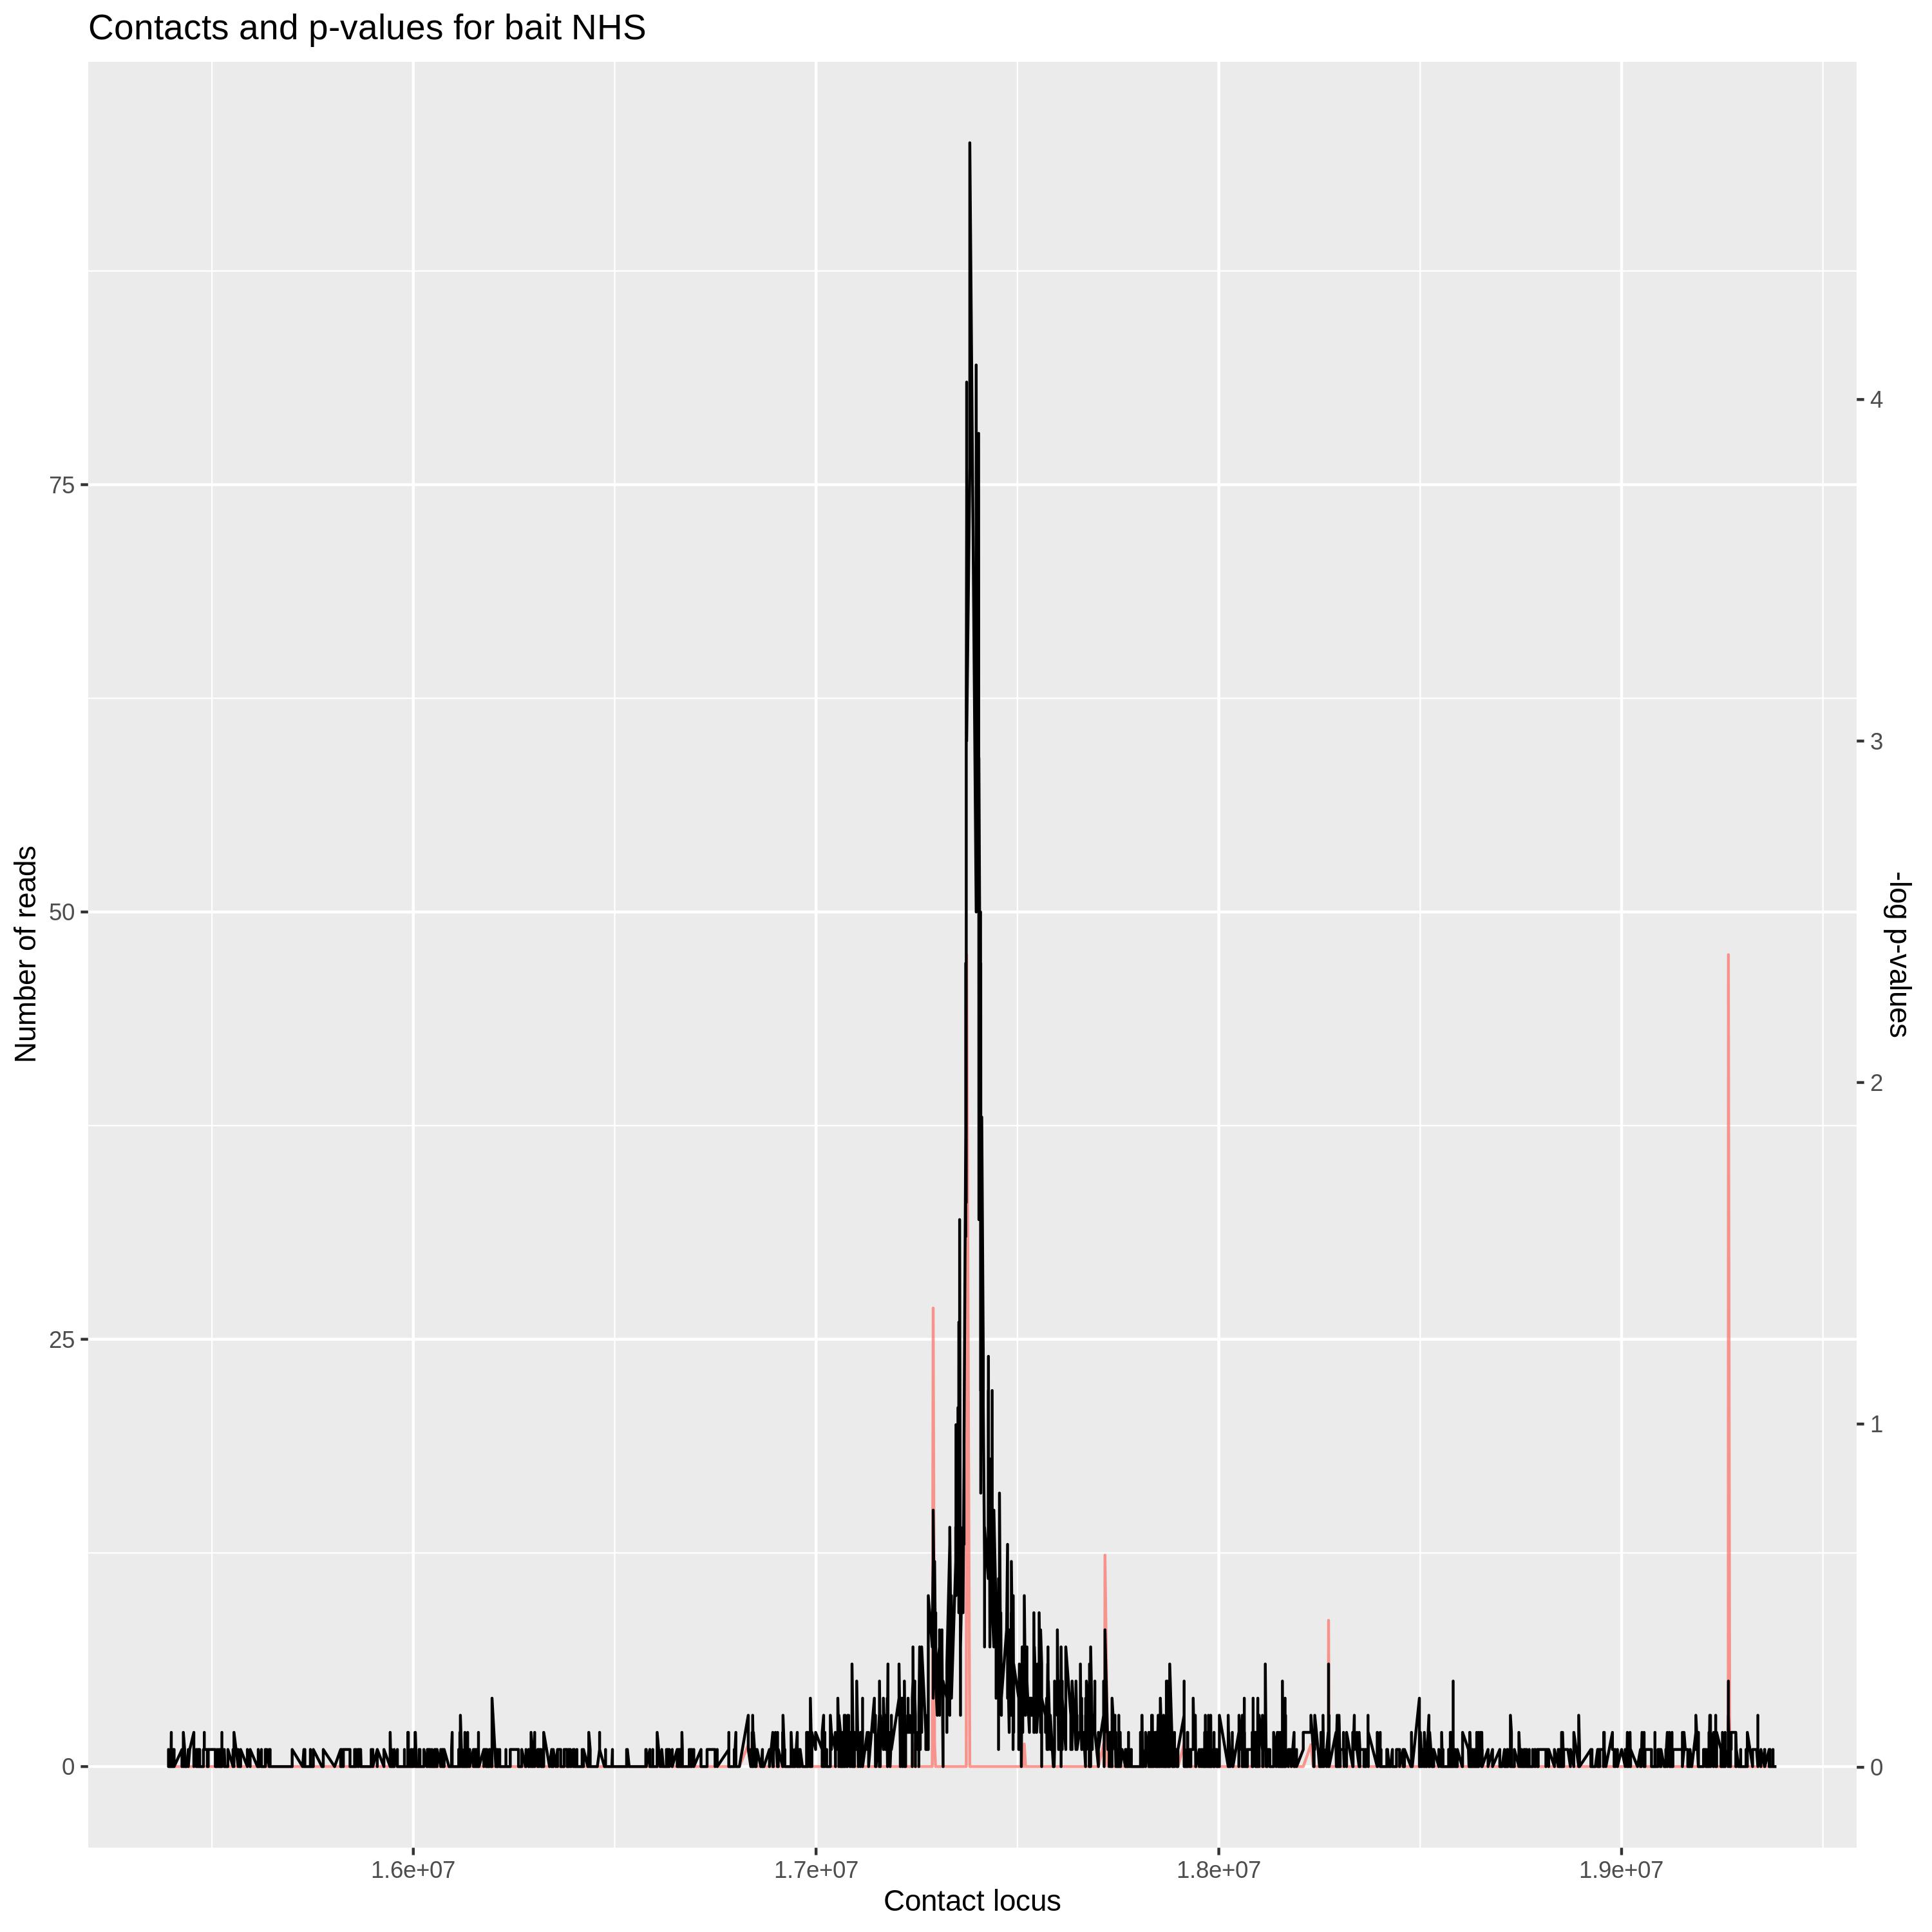 Contacts and p-values for bait NHS
Number of reads
75
50
25
0
-log p-values
4
3
2
1
0
1.6e+07
1.7e+07
1.8e+07
1.9e+07
Contact locus